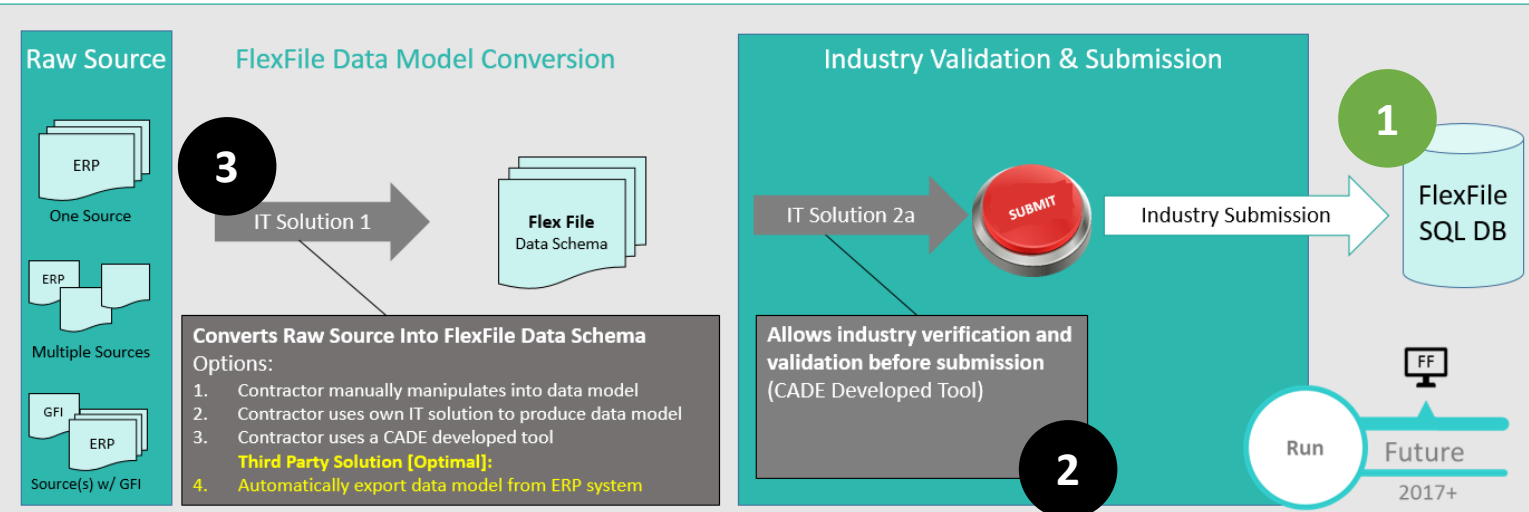 Raw Source
ERP
One Source
ERP
Multiple Sources
GFI
ERP
Source(s) w/ GFI
FlexFile Data Model Conversion
3
IT Solution 1
Flex File
Data Schema
Converts Raw Source Into FlexFile Data Schema
Options:
1. Contractor manually manipulates into data model
2. Contractor uses own IT solution to produce data model
3. Contractor uses a CADE developed tool
Third Party Solution [Optimal]:
4. Automatically export data model from ERP system
Industry Validation & Submission
IT Solution 2a
SUBMIT
Industry Submission
Allows industry verification and
validation before submission
(CADE Developed Tool)
2
1
FlexFile
SQL DB
FF
Run
Future
2017+